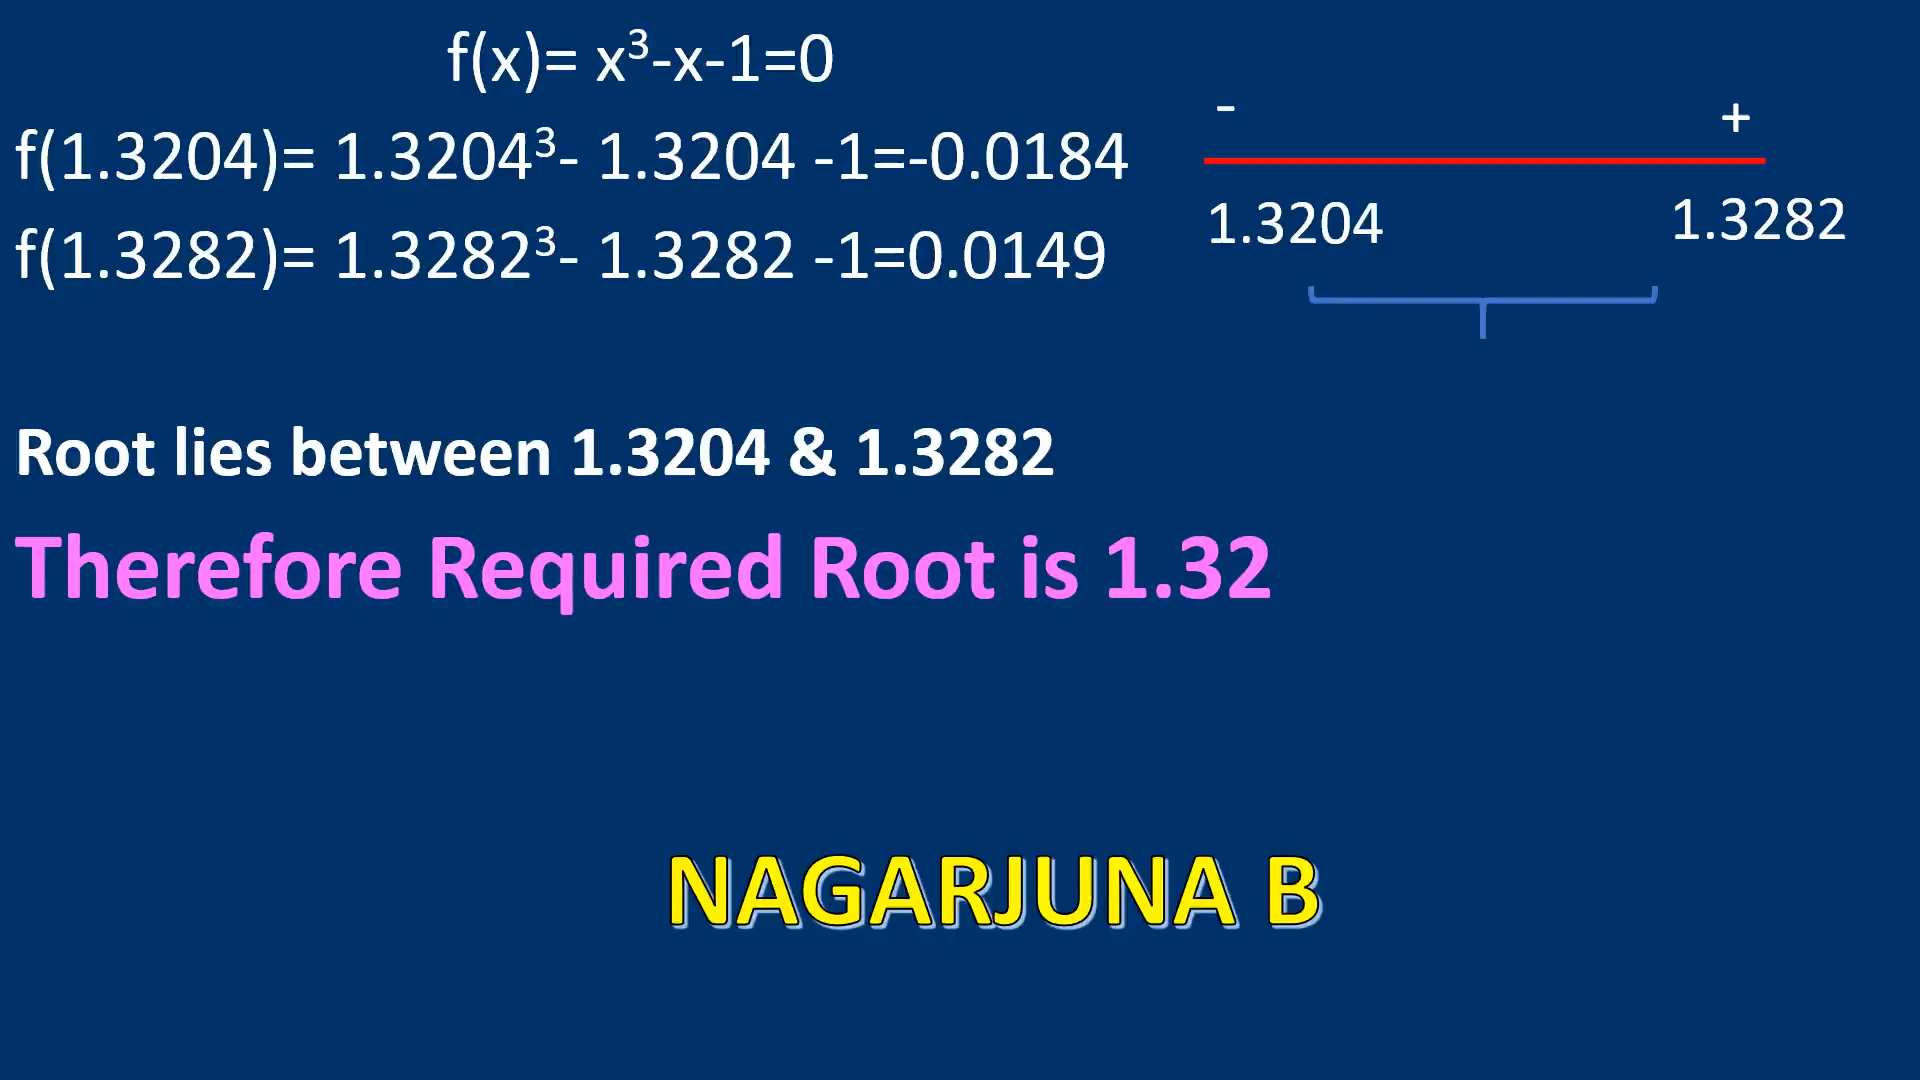 f(x)= x³-x-1=0
f(1.3204)= 1.3204³- 1.3204 -1=-0.0184
f(1.3282)= 1.3282³- 1.3282 -1=0.0149
- +
1.3204 1.3282
Root lies between 1.3204 & 1.3282
Therefore Required Root is 1.32
NAGARJUNA B